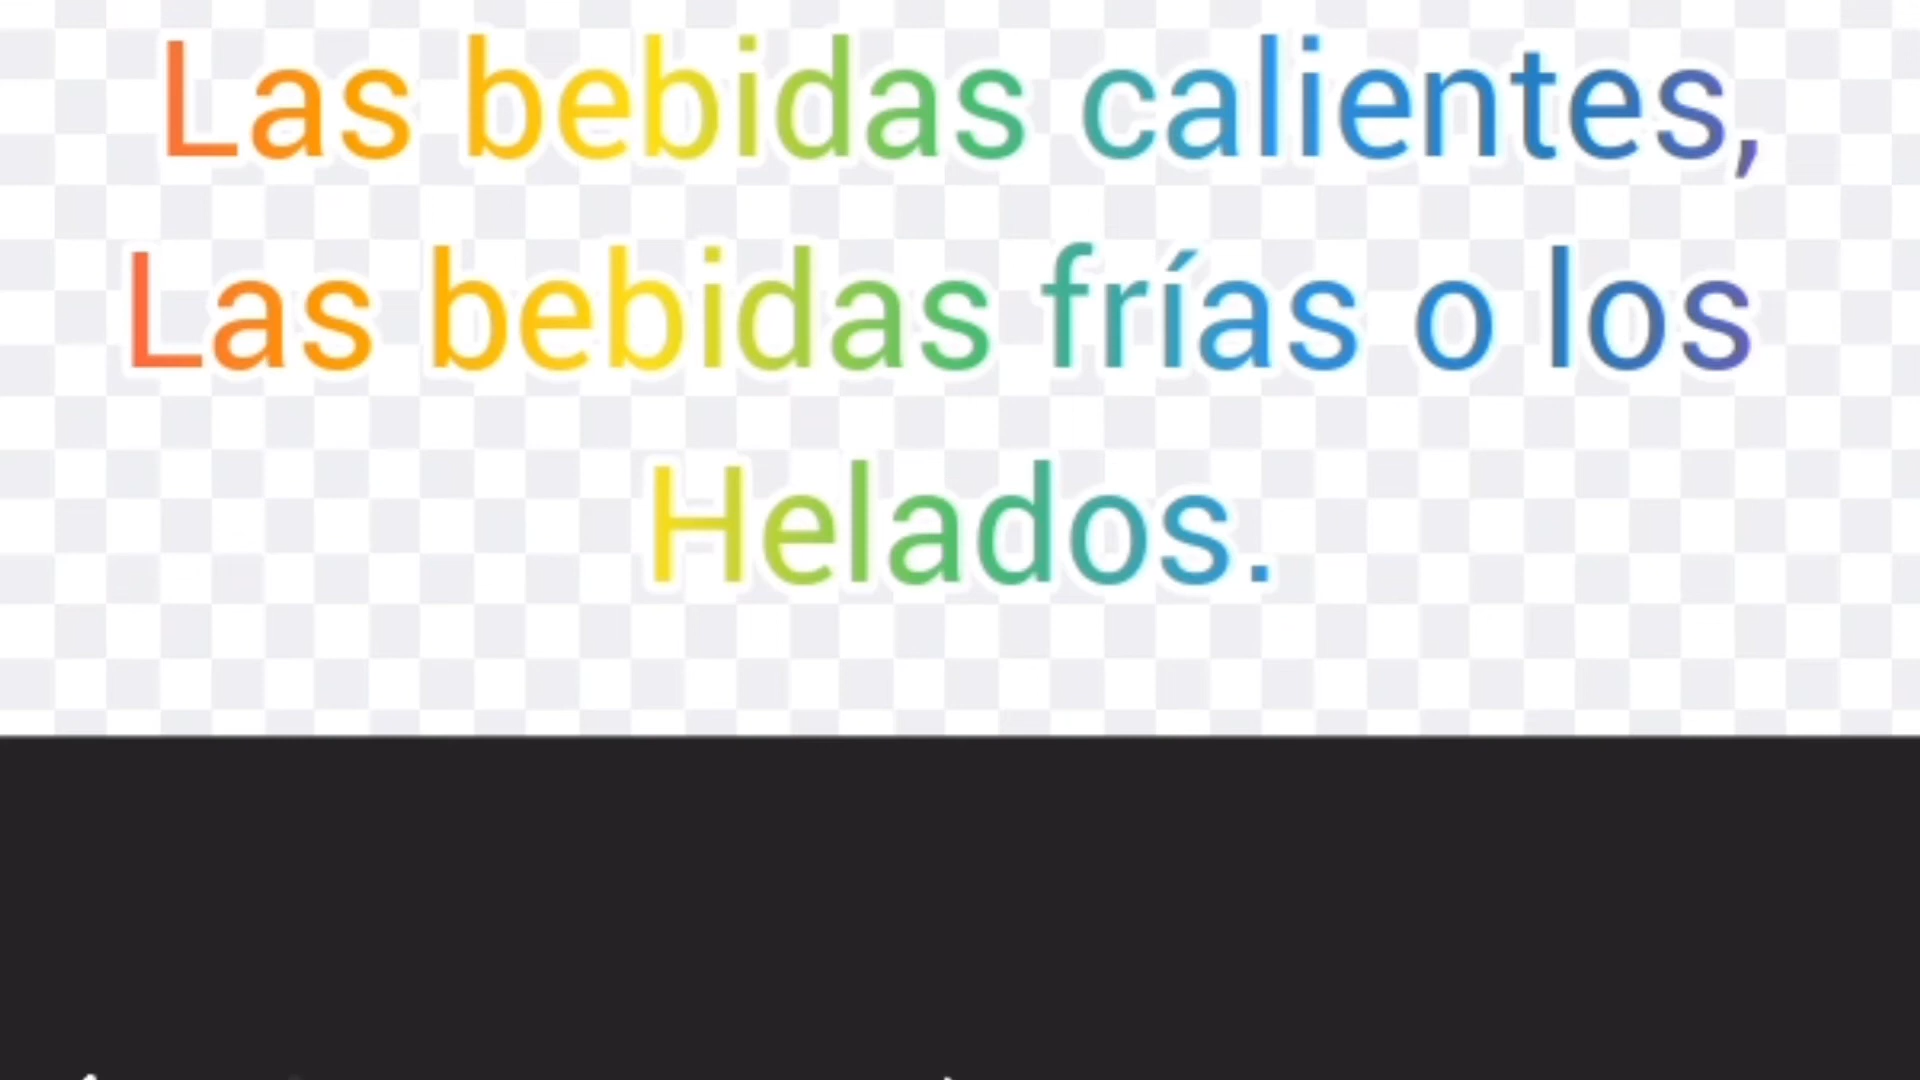 Las bebidas calientes,
Las bebidas frías o los
Helados.